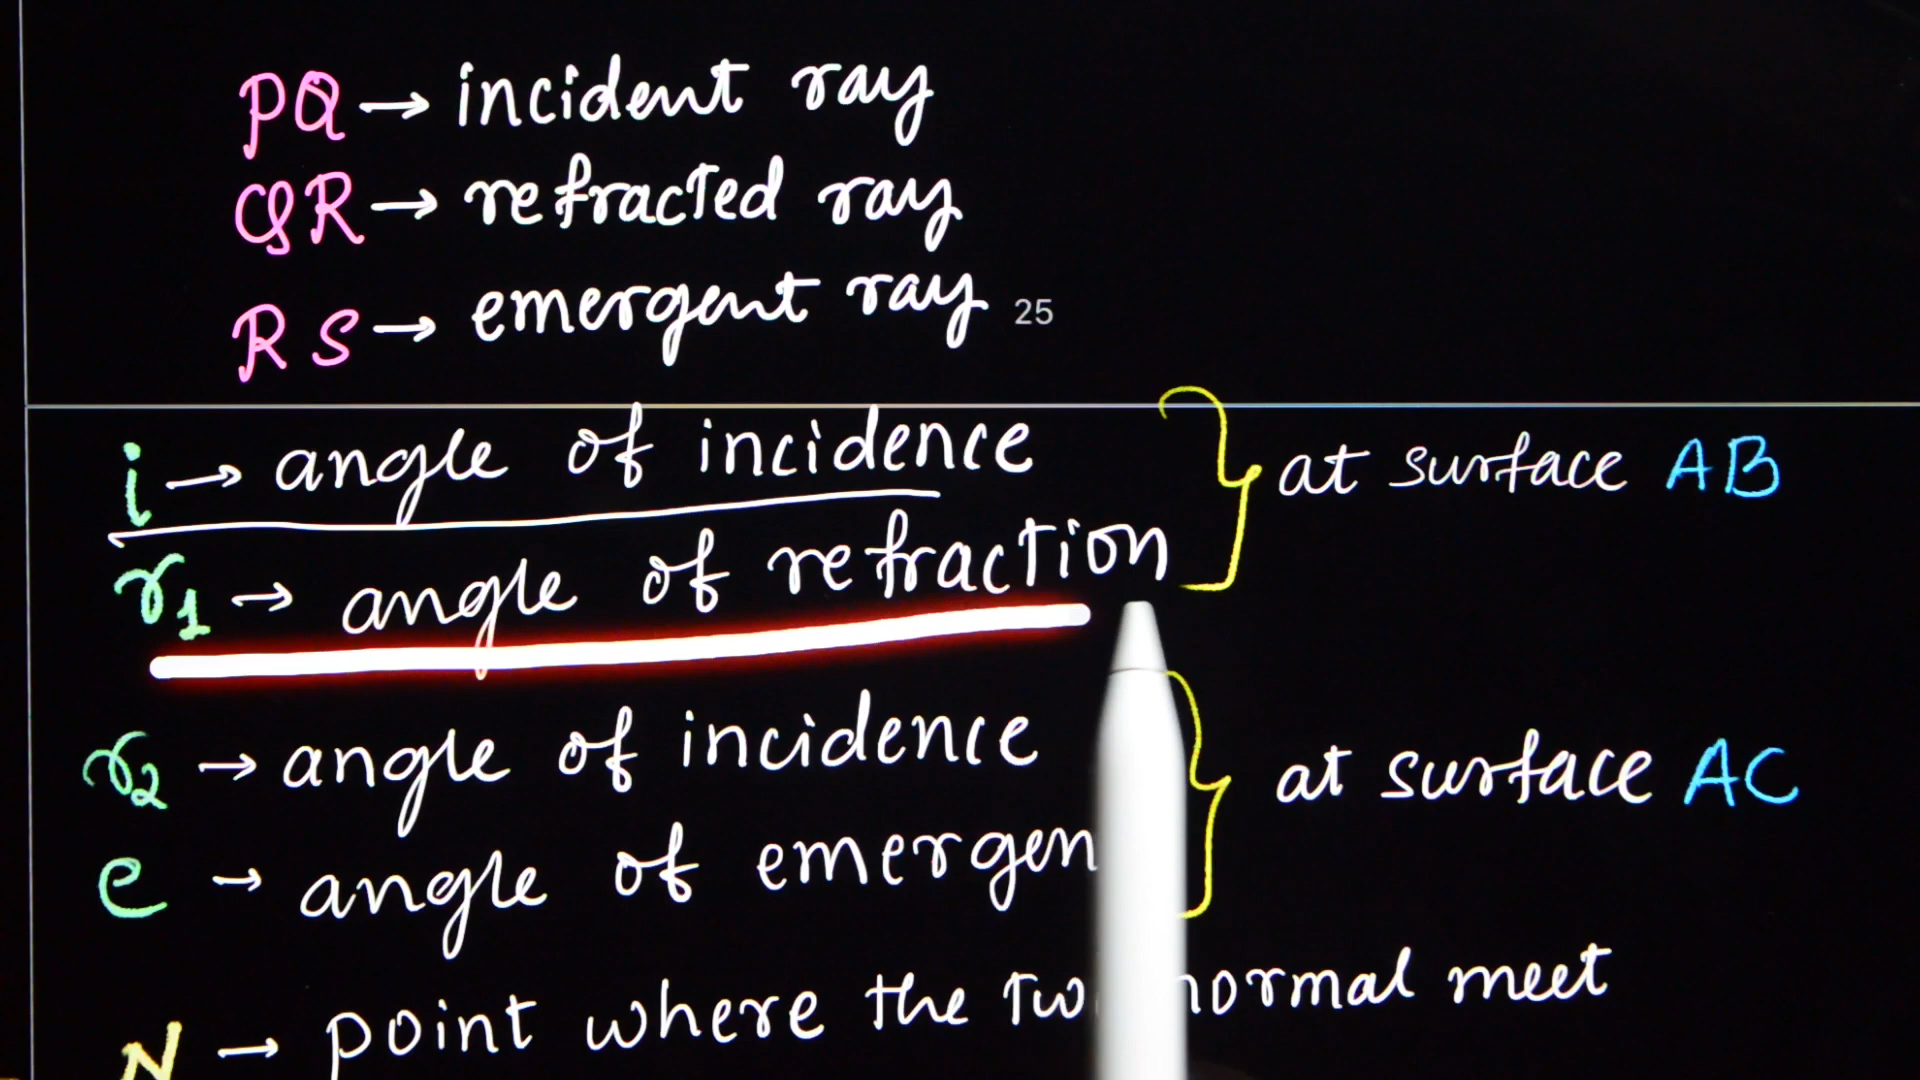 PQ → incident ray
QR → refracted ray
RS → emergent ray 25
i → angle of incidence
r1 → angle of refraction
at surface AB
r2 → angle of incidence
e → angle of emergen
at surface AC
N → point where the tw normal meet